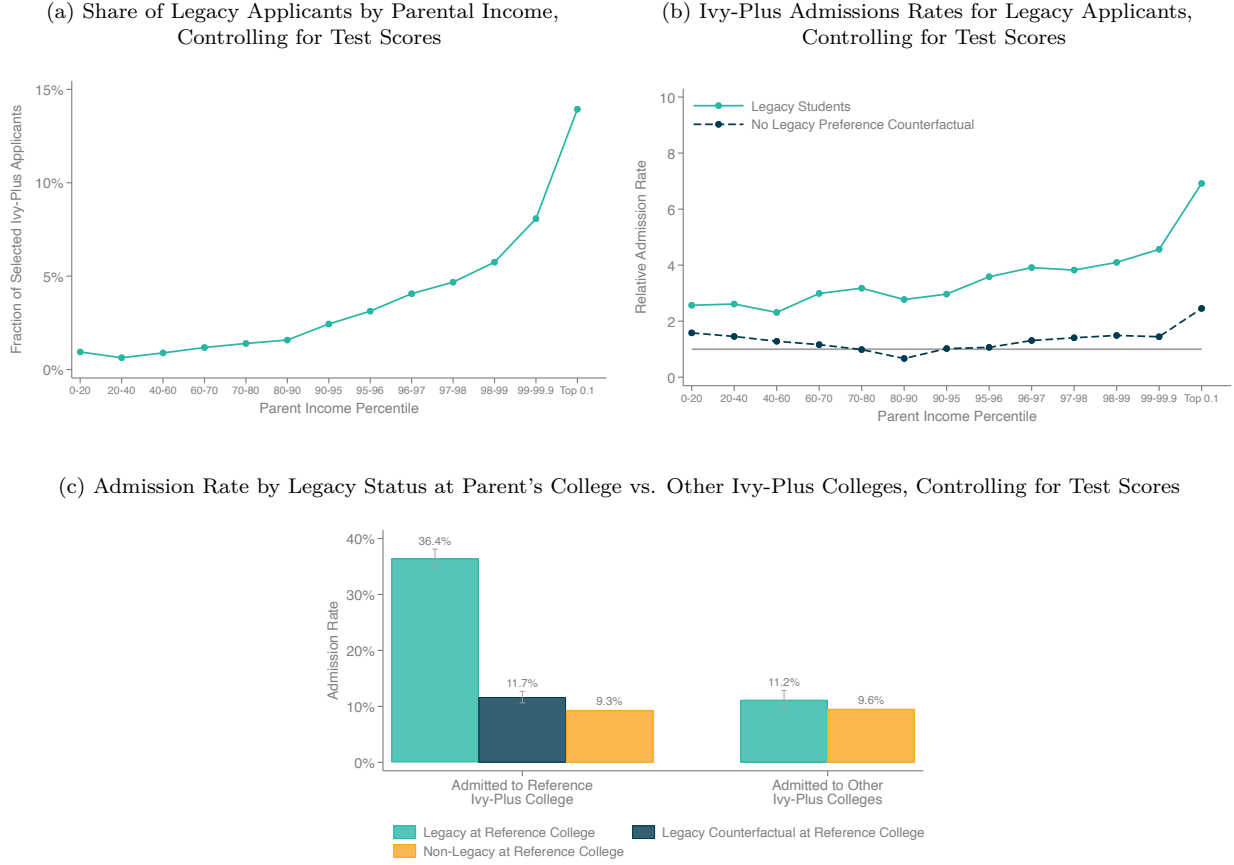 (a) Share of Legacy Applicants by Parental Income,
Controlling for Test Scores
Fraction of Selected Ivy-Plus Applicants
15%
10%
5%
0%
0-20 20-40 40-60 60-70 70-80 80-90 90-95 95-96 96-97 97-98 98-99 99-99.9 Top 0.1
Parent Income Percentile
(b) Ivy-Plus Admissions Rates for Legacy Applicants,
Controlling for Test Scores
Relative Admission Rate
10
8
6
4
2
0
Legacy Students
No Legacy Preference Counterfactual
0-20 20-40 40-60 60-70 70-80 80-90 90-95 95-96 96-97 97-98 98-99 99-99.9 Top 0.1
Parent Income Percentile
(c) Admission Rate by Legacy Status at Parent's College vs. Other Ivy-Plus Colleges, Controlling for Test Scores
Admission Rate
40%
30%
20%
10%
0%
36.4%
11.7%
9.3%
11.2%
9.6%
Admitted to Reference
Ivy-Plus College
Admitted to Other
Ivy-Plus Colleges
Legacy at Reference College
Legacy Counterfactual at Reference College
Non-Legacy at Reference College